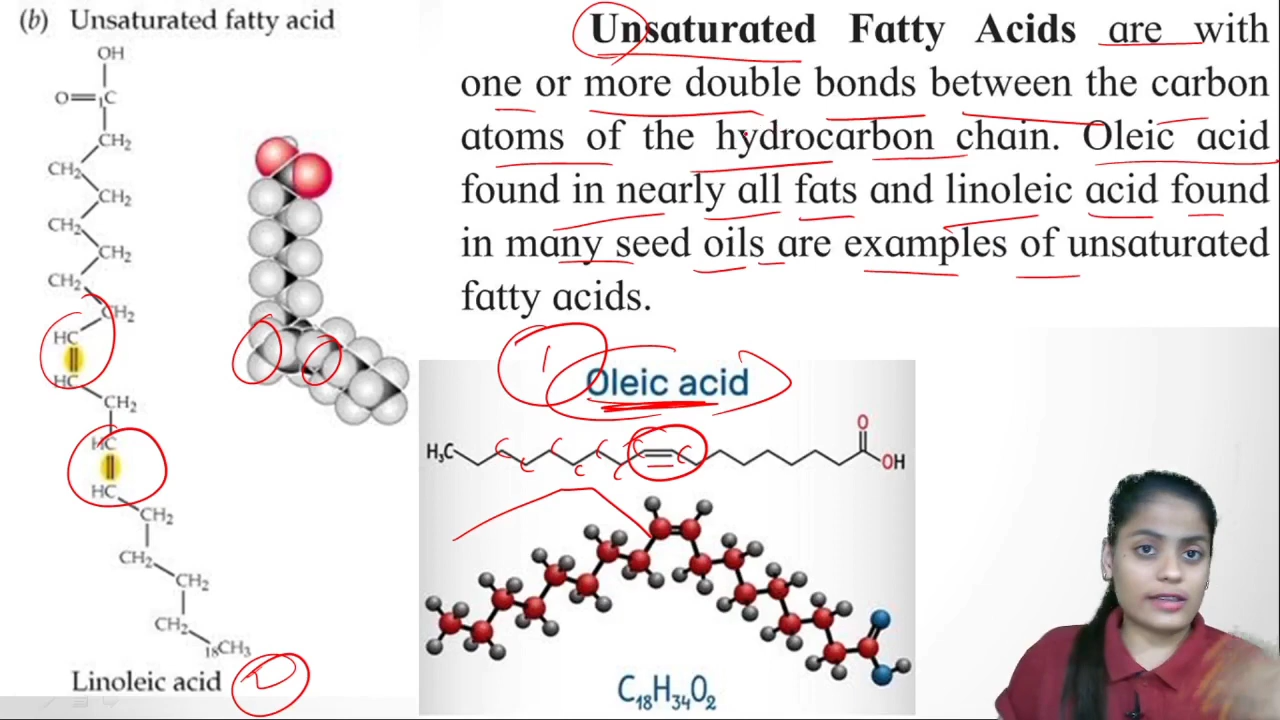 (b) Unsaturated fatty acid
OH
O 1C
CH2
CH2
CH2
CH2
CH2
CH2
CH2
HC
HC
CH2
HC
HC
CH2
CH2
CH2
CH2
18CH3
Linoleic acid
Unsaturated Fatty Acids are with
one or more double bonds between the carbon
atoms of the hydrocarbon chain. Oleic acid
found in nearly all fats and linoleic acid found
in many seed oils are examples of unsaturated
fatty acids.
1
Oleic acid
H3C
O
OH
C C C C C C C
C18H34O2